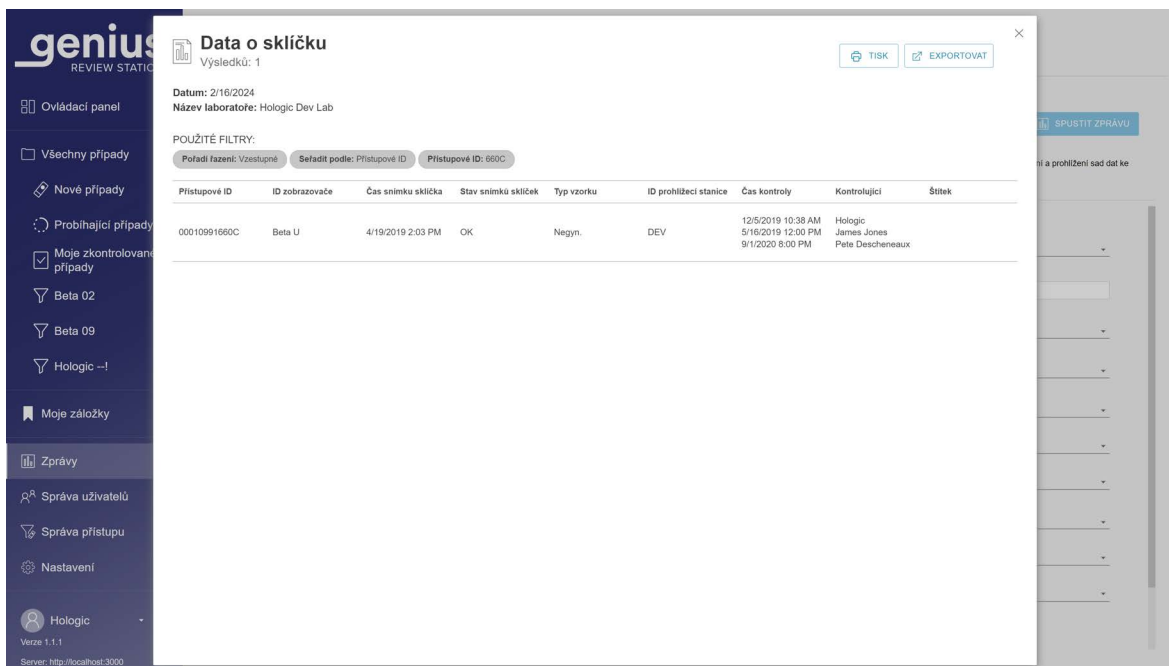 genius
REVIEW STATIO
Ovládací panel
Všechny případy
Nové případy
Probíhající případy
Moje zkontrolované
případy
Beta 02
Beta 09
Hologic --!
Moje záložky
Zprávy
Správa uživatelů
Správa přístupu
Nastavení
Hologic
Verze 1.1.1
Server: http://localhost:3000
Data o sklíčku
Výsledků: 1
TISK
EXPORTOVAT
Datum: 2/16/2024
Název laboratoře: Hologic Dev Lab
POUŽITÉ FILTRY:
Pořadí řazení: Vzestupně
Seřadit podle: Přístupové ID
Přístupové ID: 660C
Přístupové ID ID zobrazovače Čas snímku sklíčka Stav snímků sklíček Typ vzorku ID prohlížecí stanice Čas kontroly Kontrolující Štítek
00010991660C Beta U 4/19/2019 2:03 PM OK Negyn. DEV
12/5/2019 10:38 AM Hologic
5/16/2019 12:00 PM James Jones
9/1/2020 8:00 PM Pete Descheneaux
SPUSTIT ZPRÁVU
ní a prohlížení sad dat ke